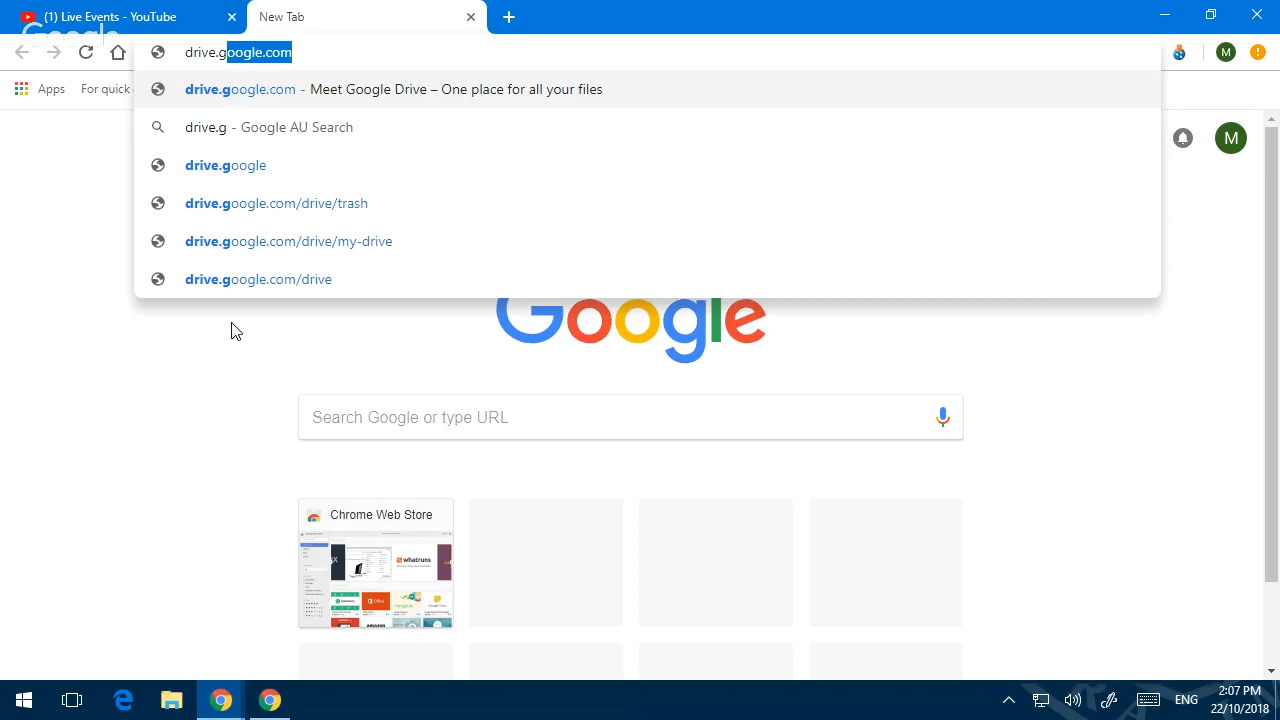 (1) Live Events - YouTube
New Tab
Google
drive.google.com
M
Apps
For quick
drive.google.com - Meet Google Drive – One place for all your files
drive.g - Google AU Search
drive.google
drive.google.com/drive/trash
drive.google.com/drive/my-drive
drive.google.com/drive
M
Google
Search Google or type URL
Chrome Web Store
whatruns
Office
amazon
ENG
2:07 PM
22/10/2018